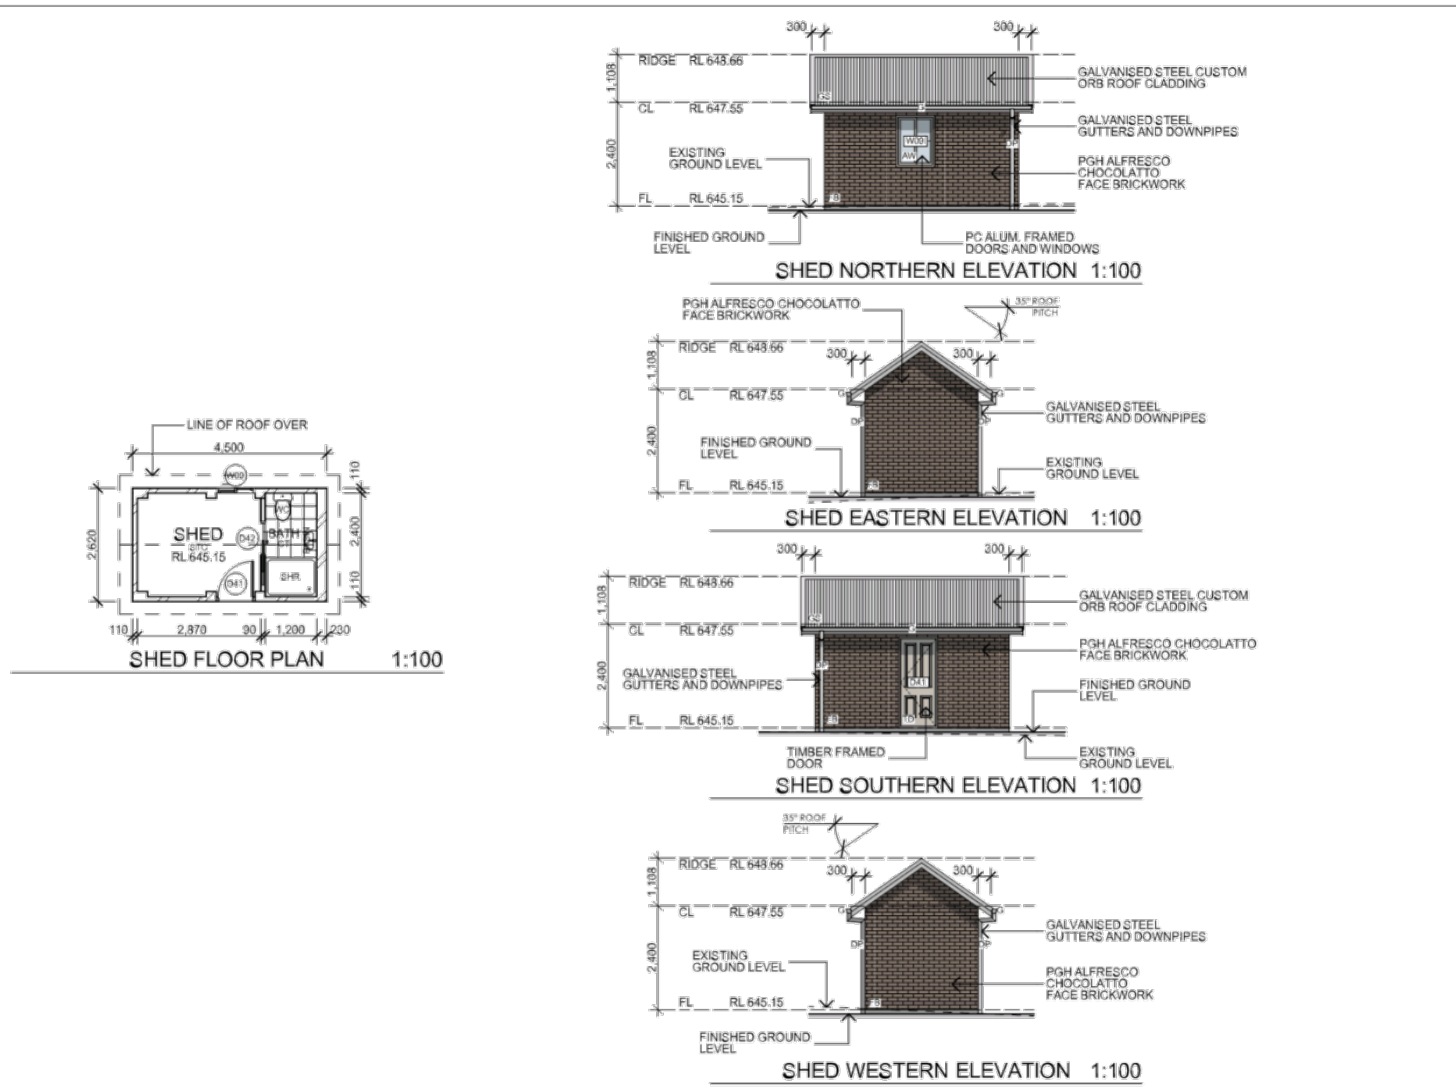 LINE OF ROOF OVER
4,500
110
W09
2,620
SHED
RL 645.15
D42
BATH
WC
2,400
D41
SHR.
110
110
2,870
90
1,200
230
SHED FLOOR PLAN 1:100
300
300
1,108
RIDGE RL 648.66
GALVANISED STEEL CUSTOM
ORB ROOF CLADDING
CL RL 647.55
GALVANISED STEEL
GUTTERS AND DOWNPIPES
2,400
W09
AW
DP
EXISTING
GROUND LEVEL
PGH ALFRESCO
CHOCOLATTO
FACE BRICKWORK
FB
FL RL 645.15
FINISHED GROUND
LEVEL
PC ALUM. FRAMED
DOORS AND WINDOWS
SHED NORTHERN ELEVATION 1:100
PGH ALFRESCO CHOCOLATTO
FACE BRICKWORK
35° ROOF
PITCH
RIDGE RL 648.66
300
300
1,108
CL RL 647.55
G
G
GALVANISED STEEL
GUTTERS AND DOWNPIPES
DP
DP
2,400
FINISHED GROUND
LEVEL
EXISTING
GROUND LEVEL
FL RL 645.15
FB
SHED EASTERN ELEVATION 1:100
300
300
1,108
RIDGE RL 648.66
GALVANISED STEEL CUSTOM
ORB ROOF CLADDING
CL RL 647.55
PGH ALFRESCO CHOCOLATTO
FACE BRICKWORK
2,400
DP
GALVANISED STEEL
GUTTERS AND DOWNPIPES
D41
FINISHED GROUND
LEVEL
FL RL 645.15
FB
TD
TIMBER FRAMED
DOOR
EXISTING
GROUND LEVEL
SHED SOUTHERN ELEVATION 1:100
35° ROOF
PITCH
RIDGE RL 648.66
300
300
1,108
CL RL 647.55
G
G
GALVANISED STEEL
GUTTERS AND DOWNPIPES
DP
DP
2,400
EXISTING
GROUND LEVEL
PGH ALFRESCO
CHOCOLATTO
FACE BRICKWORK
FL RL 645.15
FB
FINISHED GROUND
LEVEL
SHED WESTERN ELEVATION 1:100